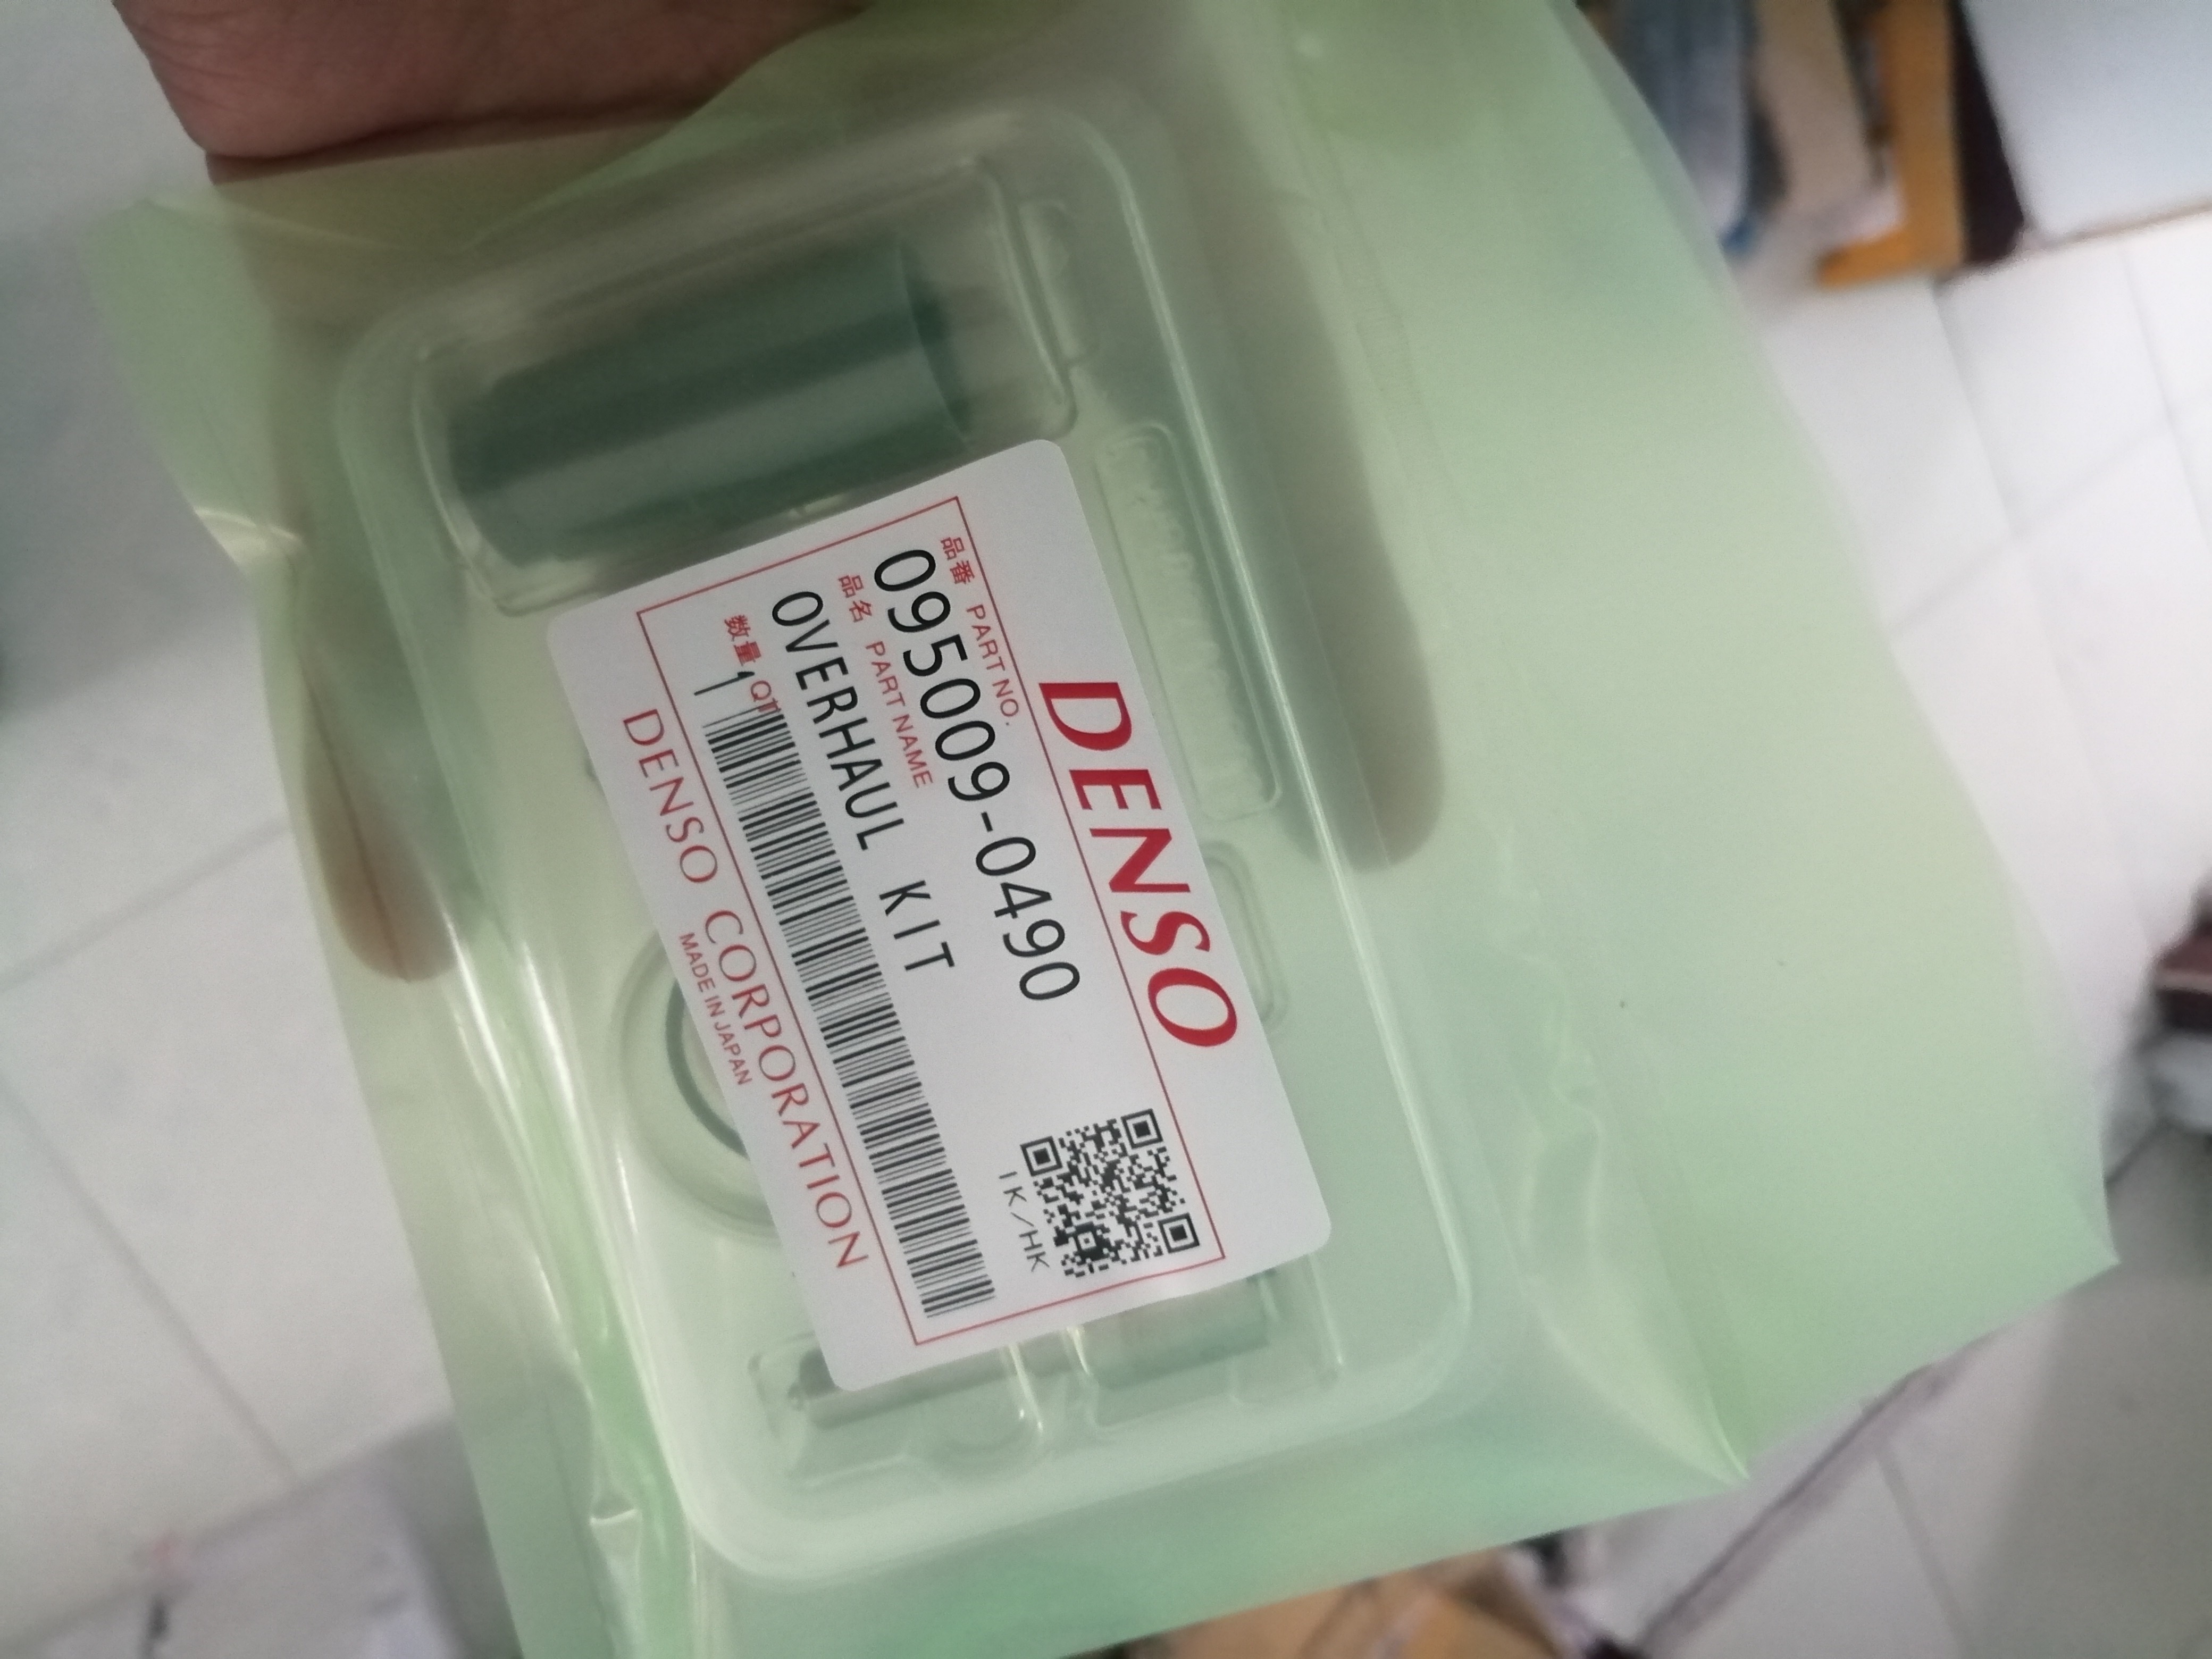 DENSO
品番 PART NO.
095009-0490
品名 PART NAME
OVERHAUL KIT
数量 QTY
1
1K/HK
DENSO CORPORATION
MADE IN JAPAN